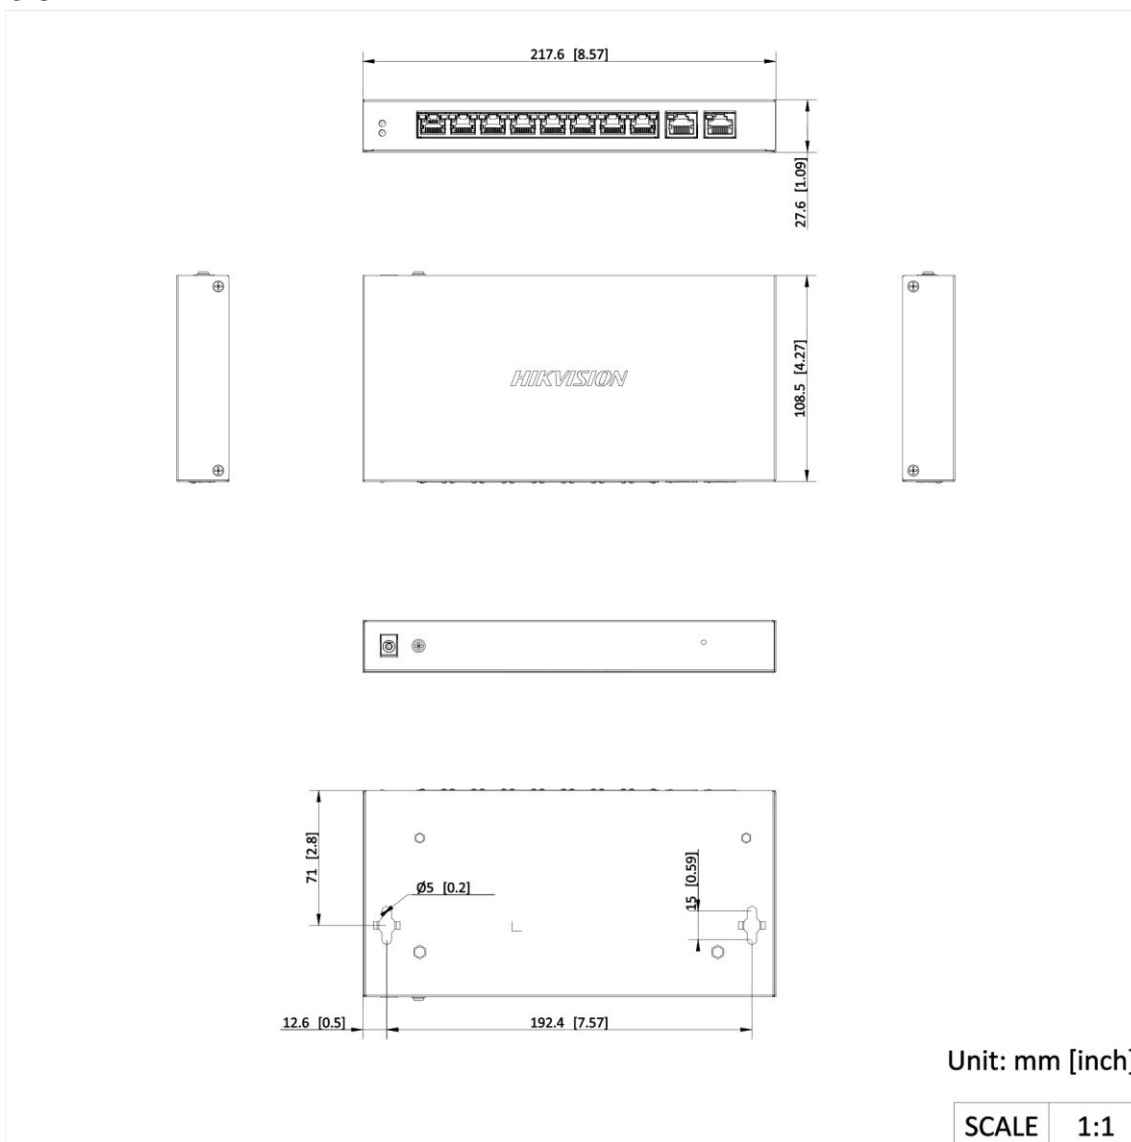 217.6 [8.57]
27.6 [1.09]
HIKVISION
108.5 [4.27]
71 [2.8]
Ø5 [0.2]
15 [0.59]
12.6 [0.5]
192.4 [7.57]
Unit: mm [inch]
SCALE 1:1